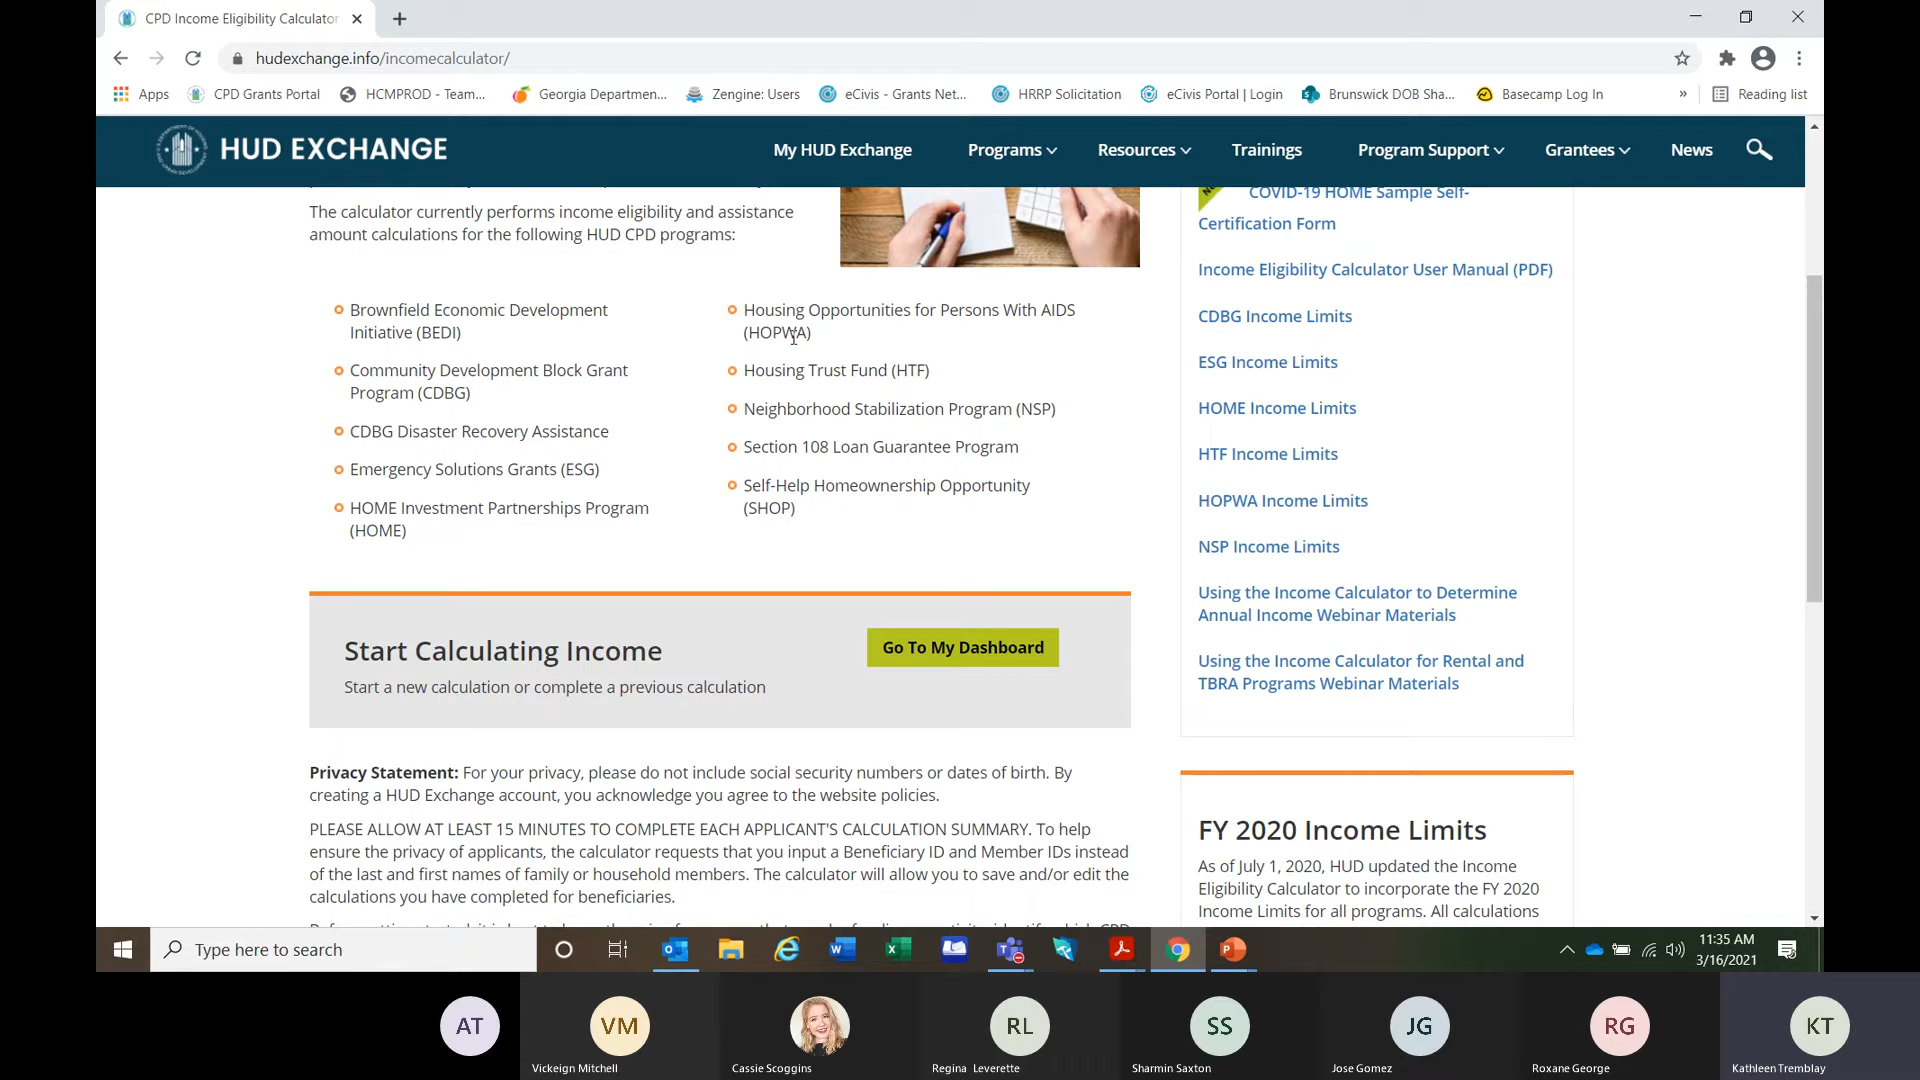 CPD Income Eligibility Calculator
hudexchange.info/incomecalculator/
Apps CPD Grants Portal HCMPROD - Team... Georgia Departmen... Zengine: Users eCivis - Grants Net... HRRP Solicitation eCivis Portal | Login Brunswick DOB Sha... Basecamp Log In » Reading list
HUD EXCHANGE My HUD Exchange Programs Resources Trainings Program Support Grantees News
The calculator currently performs income eligibility and assistance
amount calculations for the following HUD CPD programs:
Brownfield Economic Development
Initiative (BEDI)
Community Development Block Grant
Program (CDBG)
CDBG Disaster Recovery Assistance
Emergency Solutions Grants (ESG)
HOME Investment Partnerships Program
(HOME)
Housing Opportunities for Persons With AIDS
(HOPWA)
Housing Trust Fund (HTF)
Neighborhood Stabilization Program (NSP)
Section 108 Loan Guarantee Program
Self-Help Homeownership Opportunity
(SHOP)
Start Calculating Income
Start a new calculation or complete a previous calculation
Go To My Dashboard
Privacy Statement: For your privacy, please do not include social security numbers or dates of birth. By
creating a HUD Exchange account, you acknowledge you agree to the website policies.
PLEASE ALLOW AT LEAST 15 MINUTES TO COMPLETE EACH APPLICANT'S CALCULATION SUMMARY. To help
ensure the privacy of applicants, the calculator requests that you input a Beneficiary ID and Member IDs instead
of the last and first names of family or household members. The calculator will allow you to save and/or edit the
calculations you have completed for beneficiaries.
COVID-19 HOME Sample Self-
Certification Form
Income Eligibility Calculator User Manual (PDF)
CDBG Income Limits
ESG Income Limits
HOME Income Limits
HTF Income Limits
HOPWA Income Limits
NSP Income Limits
Using the Income Calculator to Determine
Annual Income Webinar Materials
Using the Income Calculator for Rental and
TBRA Programs Webinar Materials
FY 2020 Income Limits
As of July 1, 2020, HUD updated the Income
Eligibility Calculator to incorporate the FY 2020
Income Limits for all programs. All calculations
Type here to search
11:35 AM
3/16/2021
AT VM RL SS JG RG KT
Vickeign Mitchell Cassie Scoggins Regina Leverette Sharmin Saxton Jose Gomez Roxane George Kathleen Tremblay